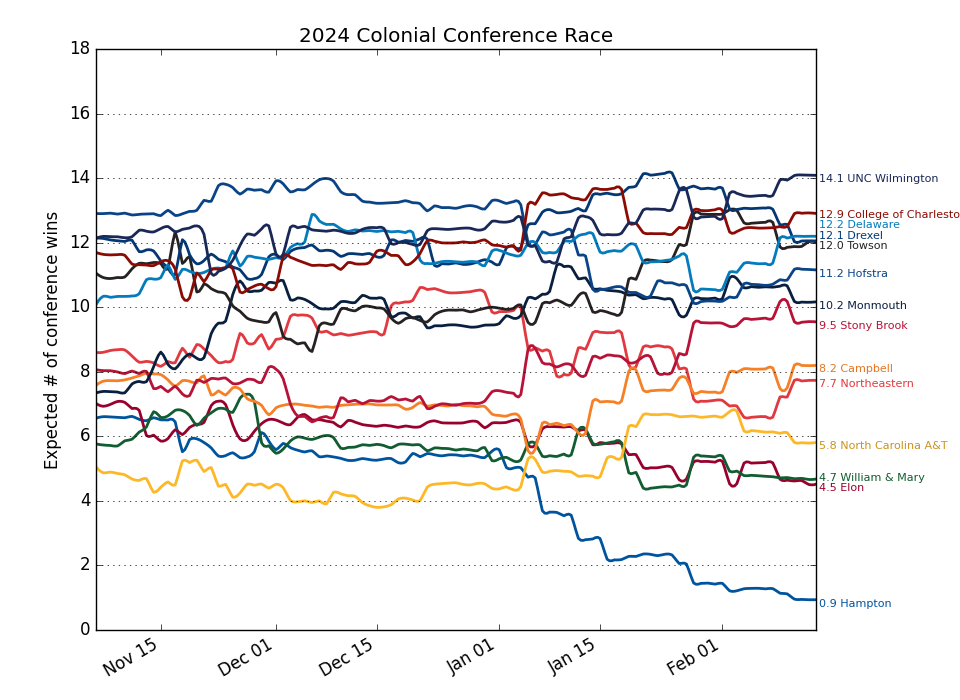 2024 Colonial Conference Race
Expected # of conference wins
18
16
14
12
10
8
6
4
2
0
14.1 UNC Wilmington
12.9 College of Charlesto
12.2 Delaware
12.1 Drexel
12.0 Towson
11.2 Hofstra
10.2 Monmouth
9.5 Stony Brook
8.2 Campbell
7.7 Northeastern
5.8 North Carolina A&T
4.7 William & Mary
4.5 Elon
0.9 Hampton
Nov 15
Dec 01
Dec 15
Jan 01
Jan 15
Feb 01